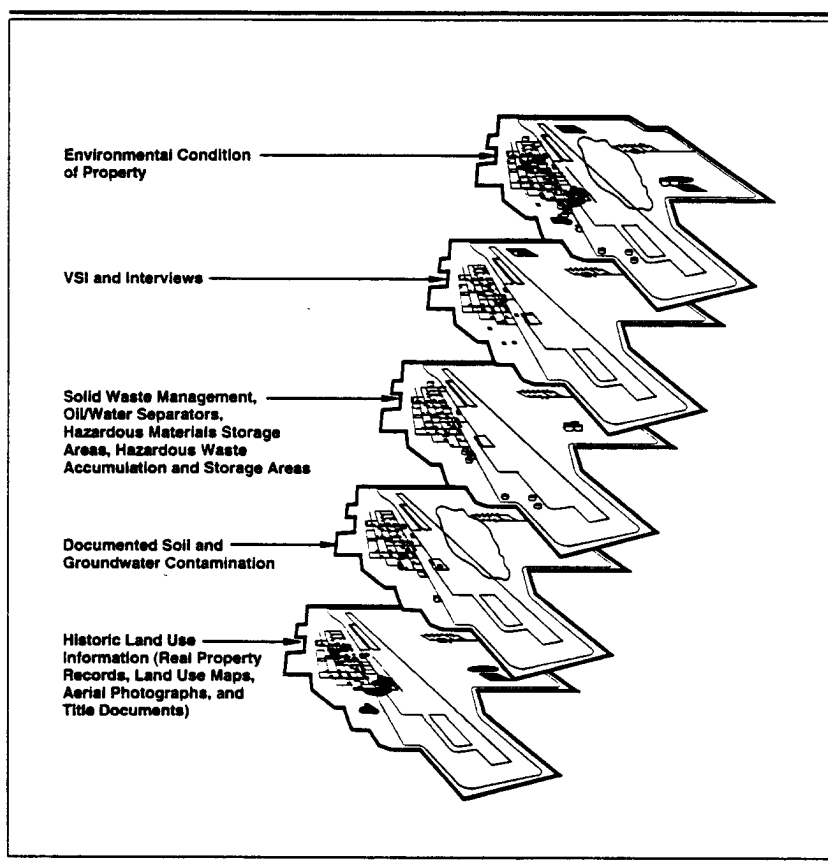 Environmental Condition
of Property
VSI and Interviews
Solid Waste Management,
Oil/Water Separators,
Hazardous Materials Storage
Areas, Hazardous Waste
Accumulation and Storage Areas
Documented Soil and
Groundwater Contamination
Historic Land Use
Information (Real Property
Records, Land Use Maps,
Aerial Photographs, and
Title Documents)